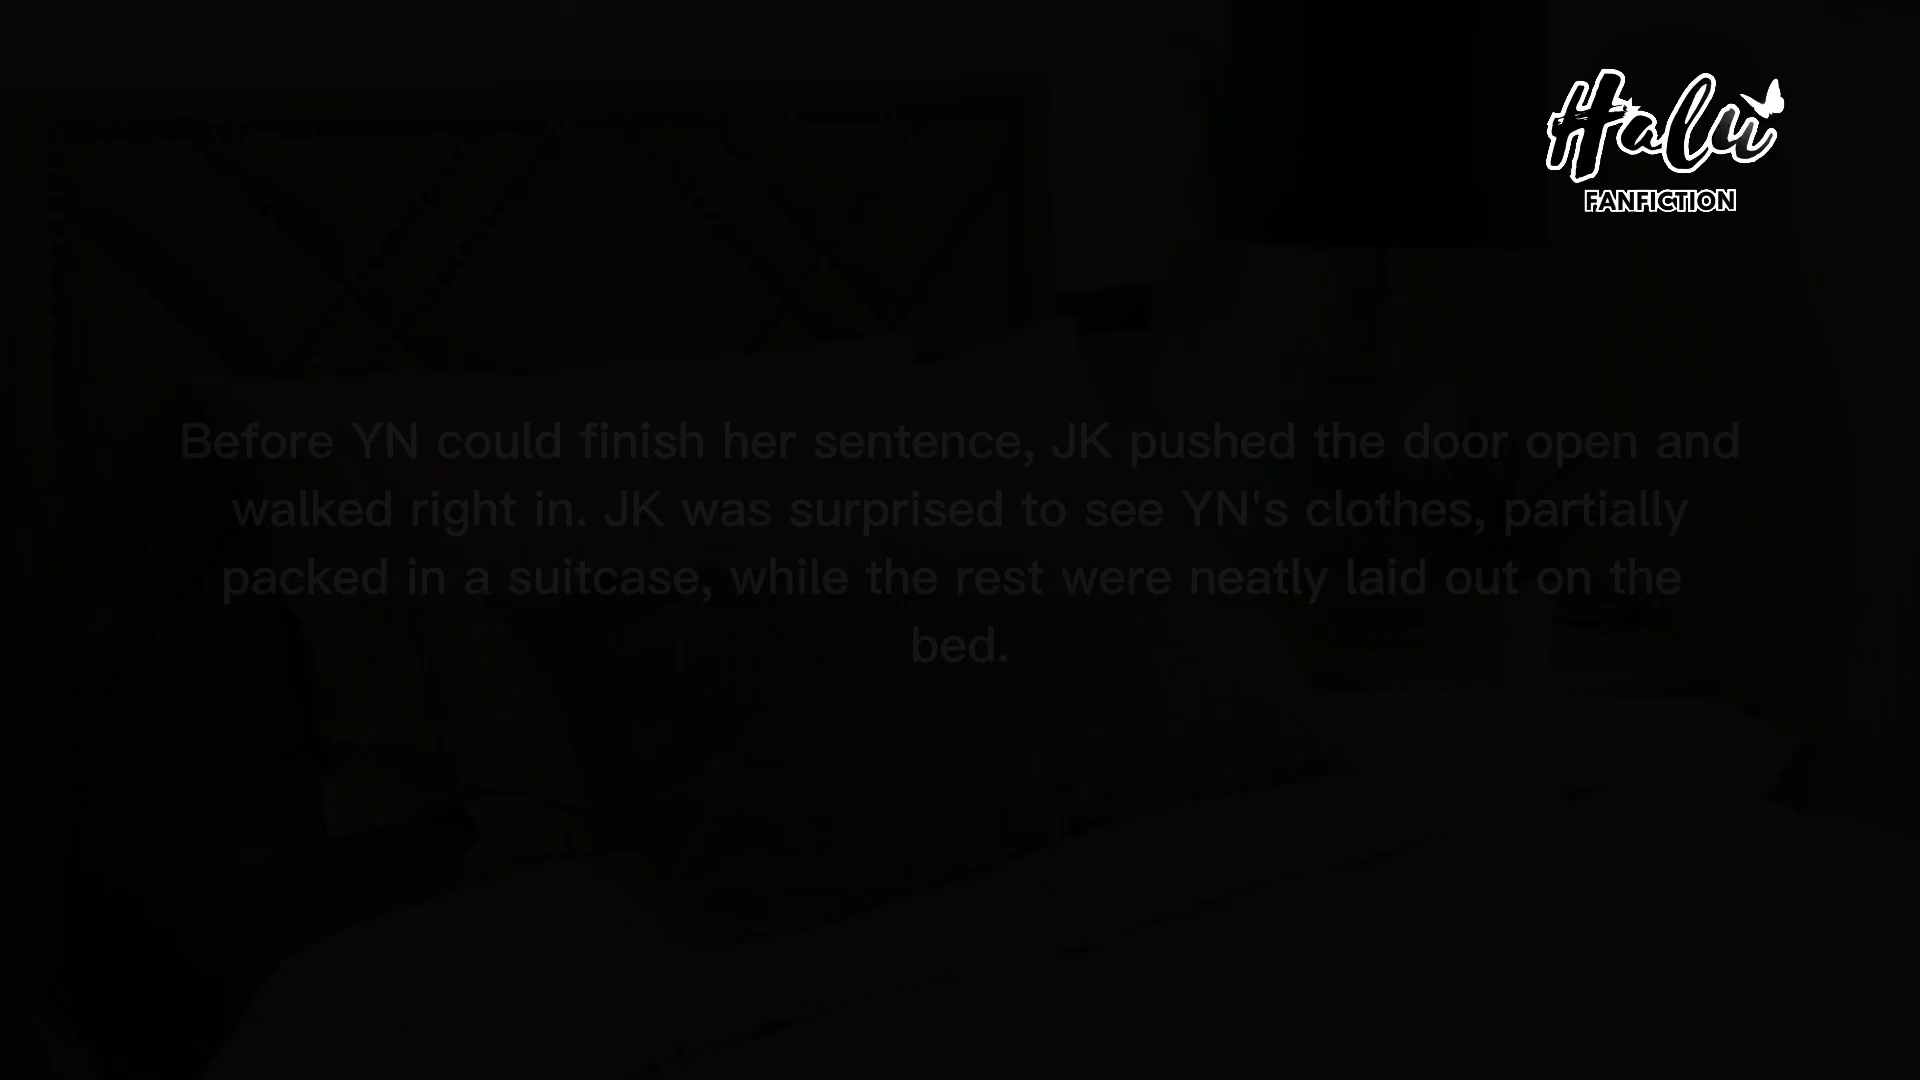 Halu
FANFICTION
Before YN could finish her sentence, JK pushed the door open and
walked right in. JK was surprised to see YN's clothes, partially
packed in a suitcase, while the rest were neatly laid out on the
bed.